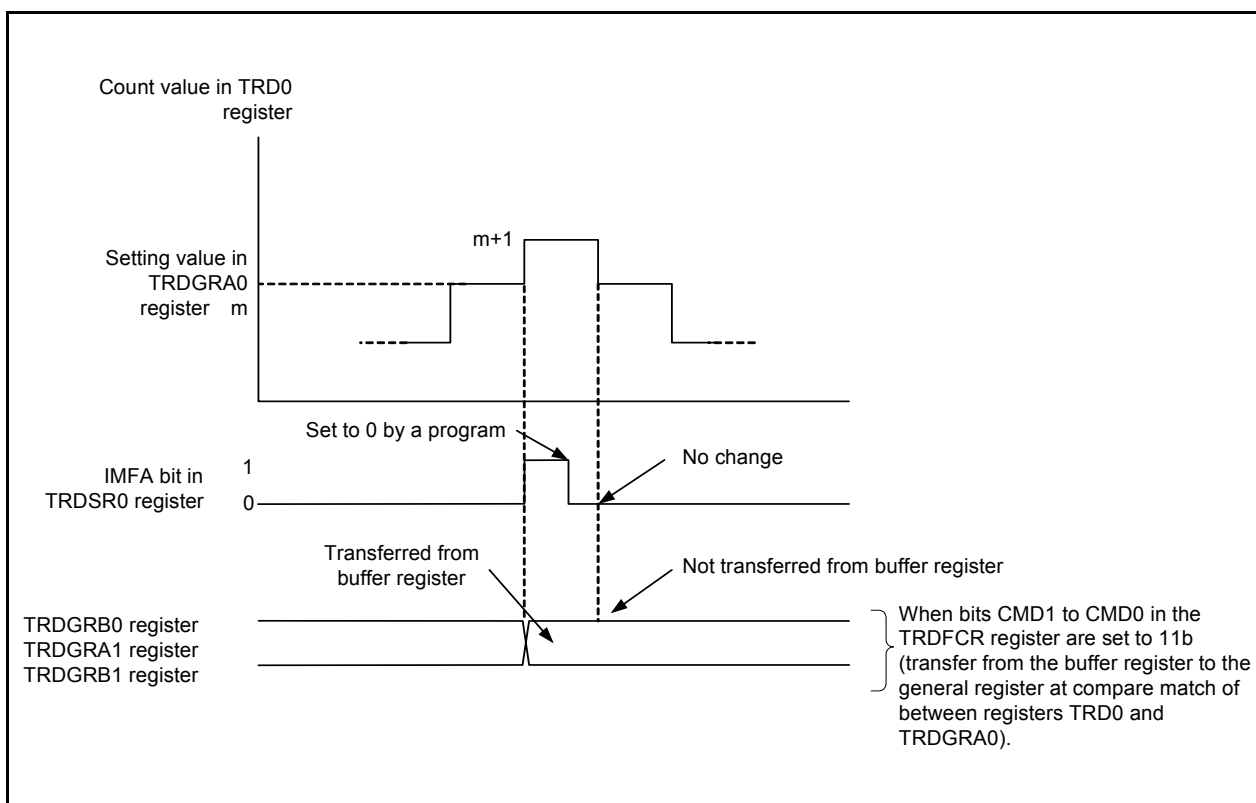 Count value in TRD0
register
m+1
Setting value in
TRDGRA0
register m
Set to 0 by a program
No change
IMFA bit in
TRDSR0 register
1
0
Transferred from
buffer register
Not transferred from buffer register
TRDGRB0 register
TRDGRA1 register
TRDGRB1 register
When bits CMD1 to CMD0 in the
TRDFCR register are set to 11b
(transfer from the buffer register to the
general register at compare match of
between registers TRD0 and
TRDGRA0).